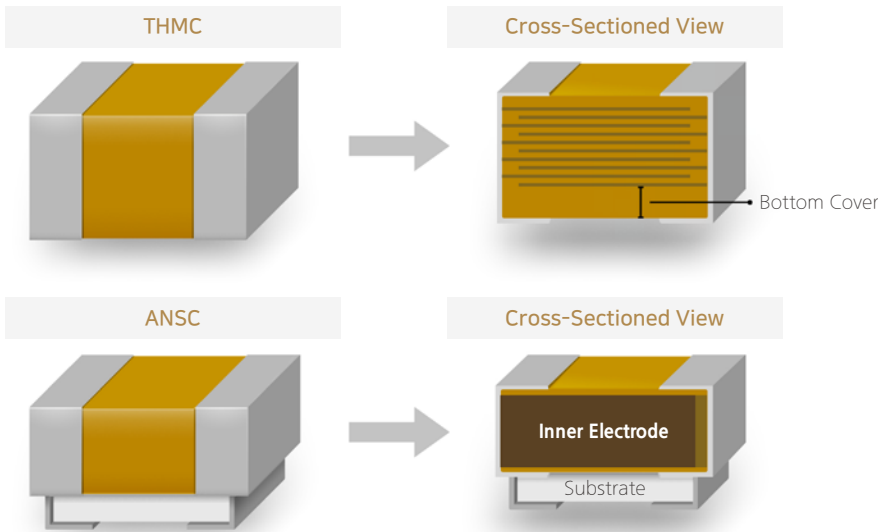 THMC
Cross-Sectioned View
Bottom Cover
ANSC
Cross-Sectioned View
Inner Electrode
Substrate